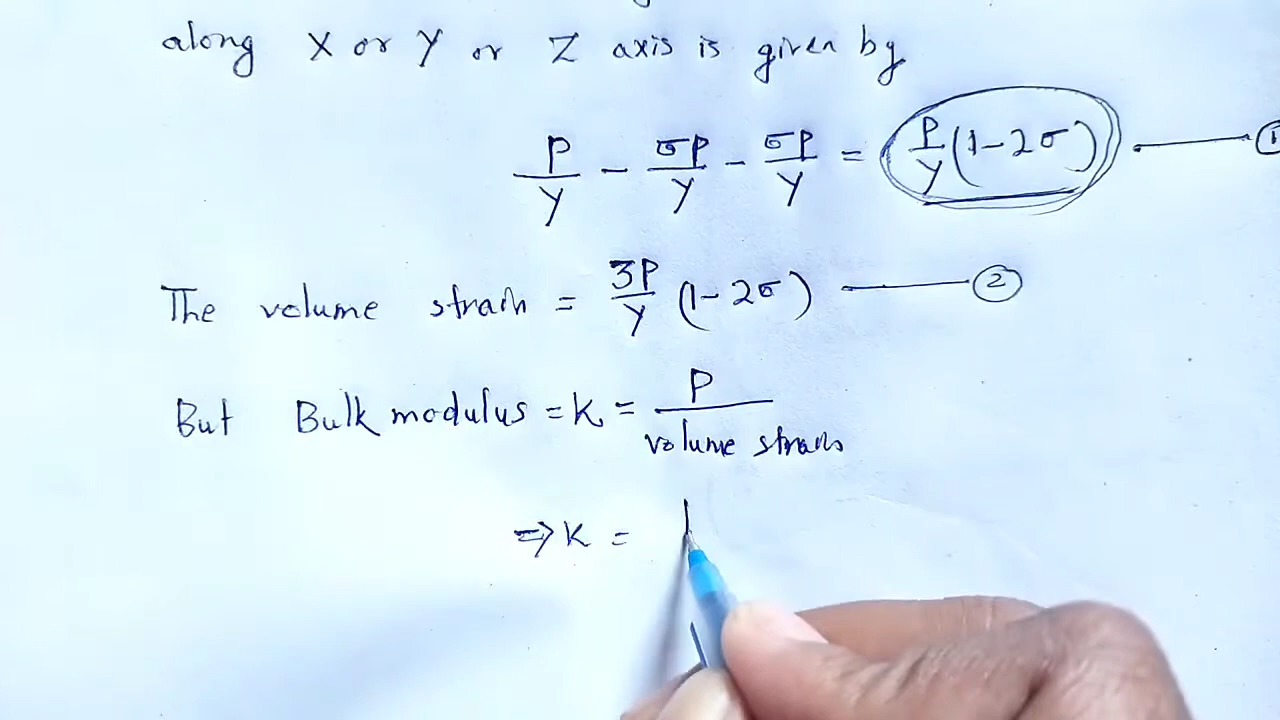 along X or Y or Z axis is given by
P/Y - σP/Y - σP/Y = P/Y (1-2σ) — 1
The volume strain = 3P/Y (1-2σ) — 2
But Bulk modulus = K = P/volume strain
⇒ K =